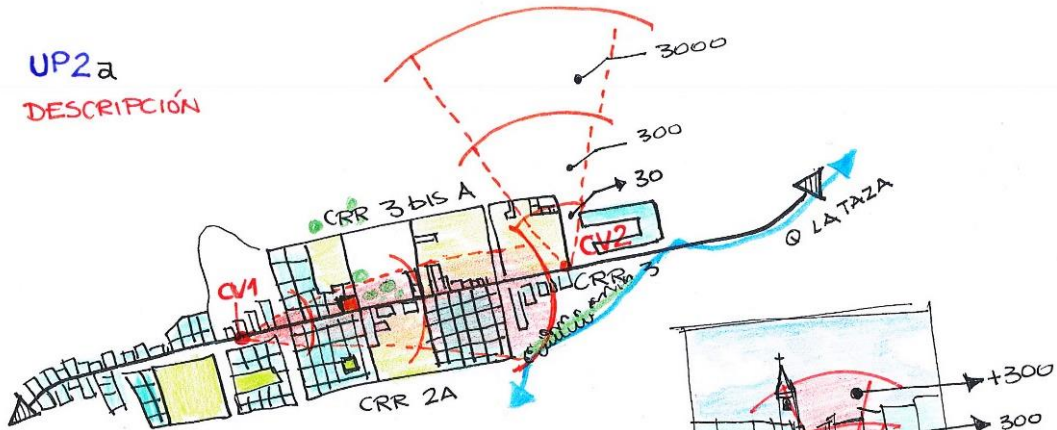 UP2a
DESCRIPCIÓN
3000
300
30
CRR 3 bis A
CV2
CRR 3
Q LA TAZA
CV1
CRR 2A
+300
300